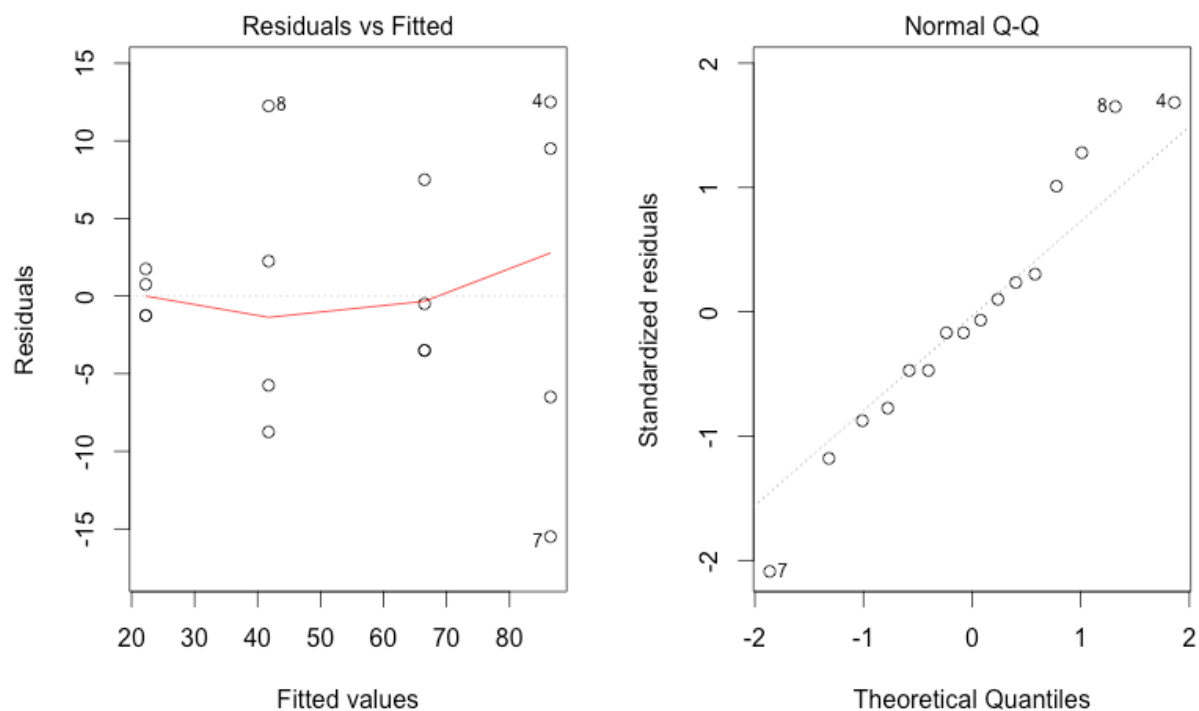 Residuals vs Fitted
15
10
5
0
-5
-10
-15
8
4
7
20 30 40 50 60 70 80
Residuals
Fitted values
Normal Q-Q
2
1
0
-1
-2
8
4
7
-2 -1 0 1 2
Standardized residuals
Theoretical Quantiles